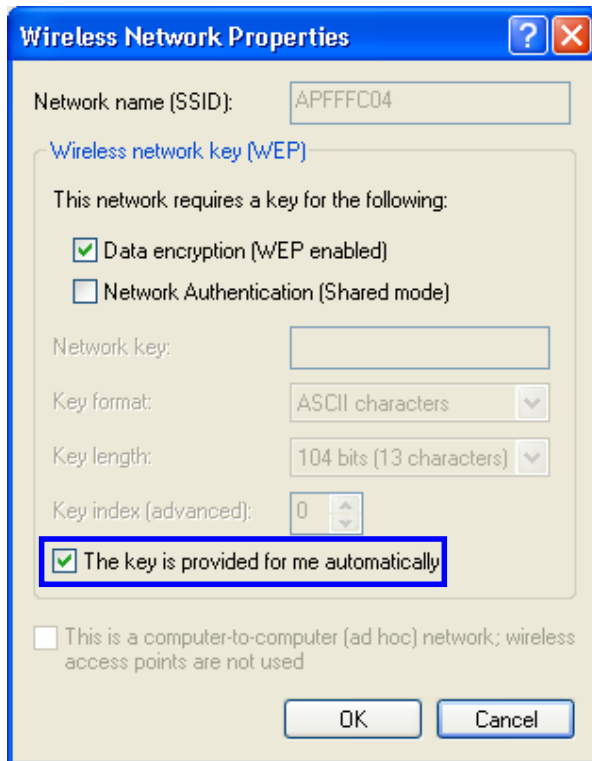 Wireless Network Properties
Network name (SSID): APFFFC04
Wireless network key (WEP)
This network requires a key for the following:
Data encryption (WEP enabled)
Network Authentication (Shared mode)
Network key:
Key format: ASCII characters
Key length: 104 bits (13 characters)
Key index (advanced): 0
The key is provided for me automatically
This is a computer-to-computer (ad hoc) network; wireless
access points are not used
OK Cancel